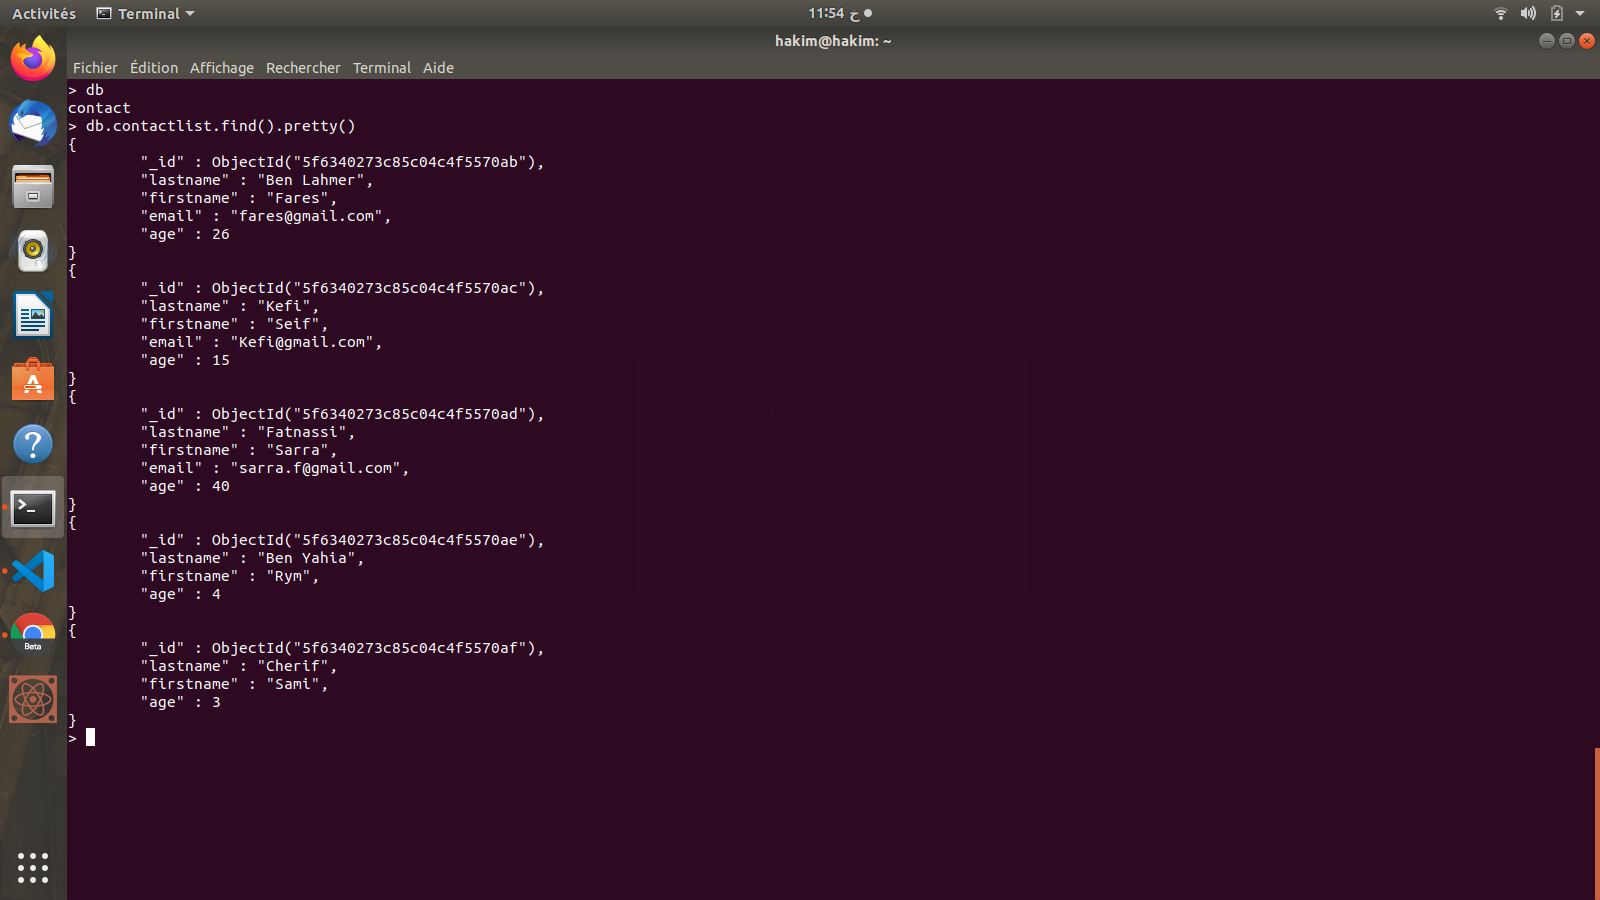 Activités Terminal 11:54 خ
hakim@hakim: ~
Fichier Édition Affichage Rechercher Terminal Aide
> db
contact
> db.contactlist.find().pretty()
{
"_id" : ObjectId("5f6340273c85c04c4f5570ab"),
"lastname" : "Ben Lahmer",
"firstname" : "Fares",
"email" : "fares@gmail.com",
"age" : 26
}
{
"_id" : ObjectId("5f6340273c85c04c4f5570ac"),
"lastname" : "Kefi",
"firstname" : "Seif",
"email" : "Kefi@gmail.com",
"age" : 15
}
{
"_id" : ObjectId("5f6340273c85c04c4f5570ad"),
"lastname" : "Fatnassi",
"firstname" : "Sarra",
"email" : "sarra.f@gmail.com",
"age" : 40
}
{
"_id" : ObjectId("5f6340273c85c04c4f5570ae"),
"lastname" : "Ben Yahia",
"firstname" : "Rym",
"age" : 4
}
{
"_id" : ObjectId("5f6340273c85c04c4f5570af"),
"lastname" : "Cherif",
"firstname" : "Sami",
"age" : 3
}
>
Beta